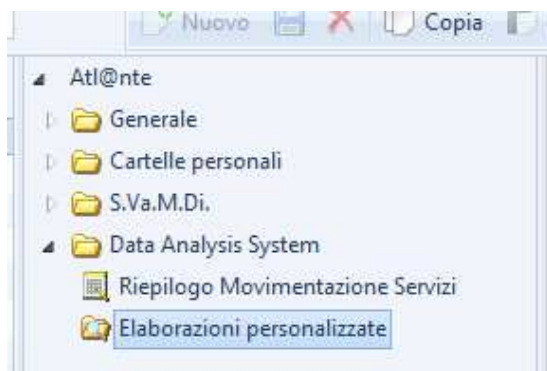 Nuovo Copia
Atl@nte
Generale
Cartelle personali
S.Va.M.Di.
Data Analysis System
Riepilogo Movimentazione Servizi
Elaborazioni personalizzate